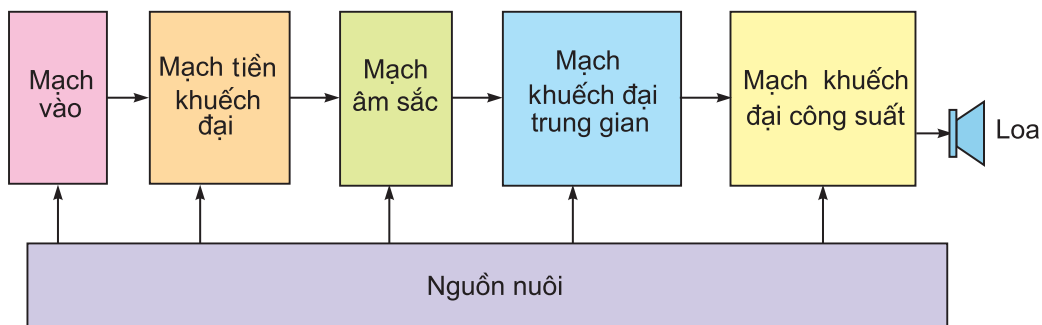 Mạch
vào
Mạch tiền
khuếch
đại
Mạch
âm sắc
Mạch
khuếch đại
trung gian
Mạch khuếch
đại công suất
Loa
Nguồn nuôi